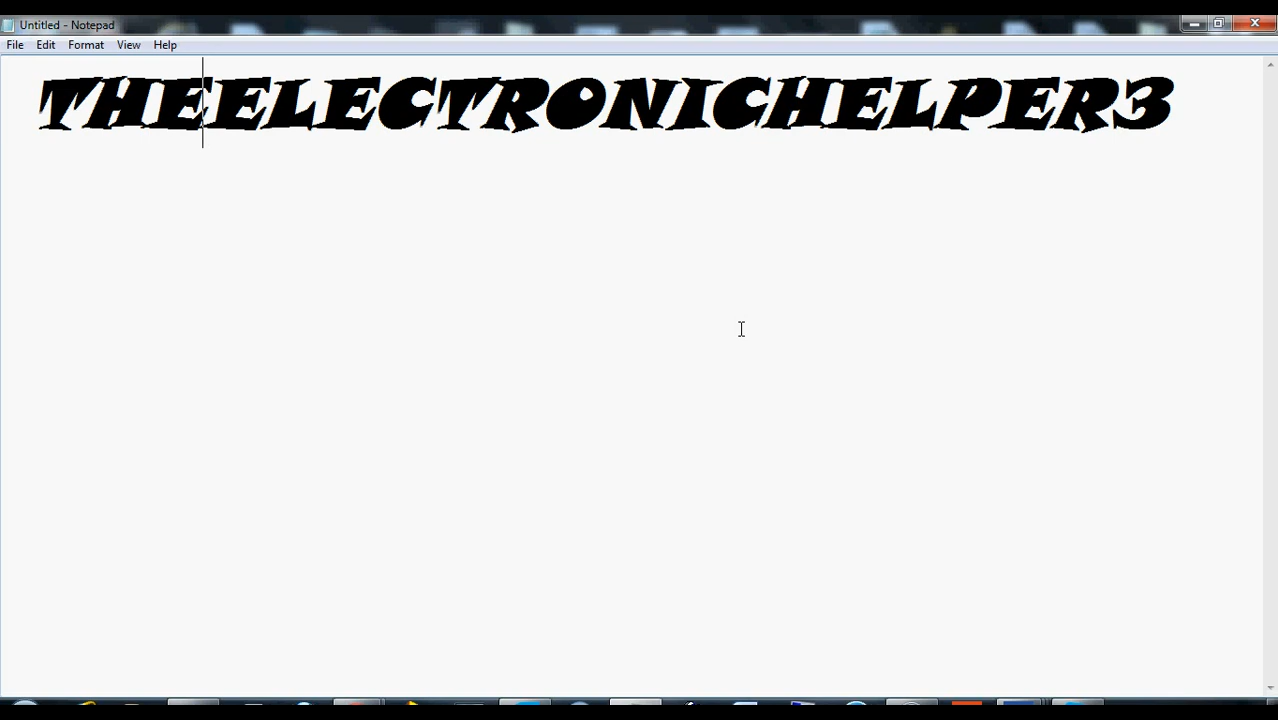 Untitled - Notepad
File Edit Format View Help
THEELECTRONICHELPER3